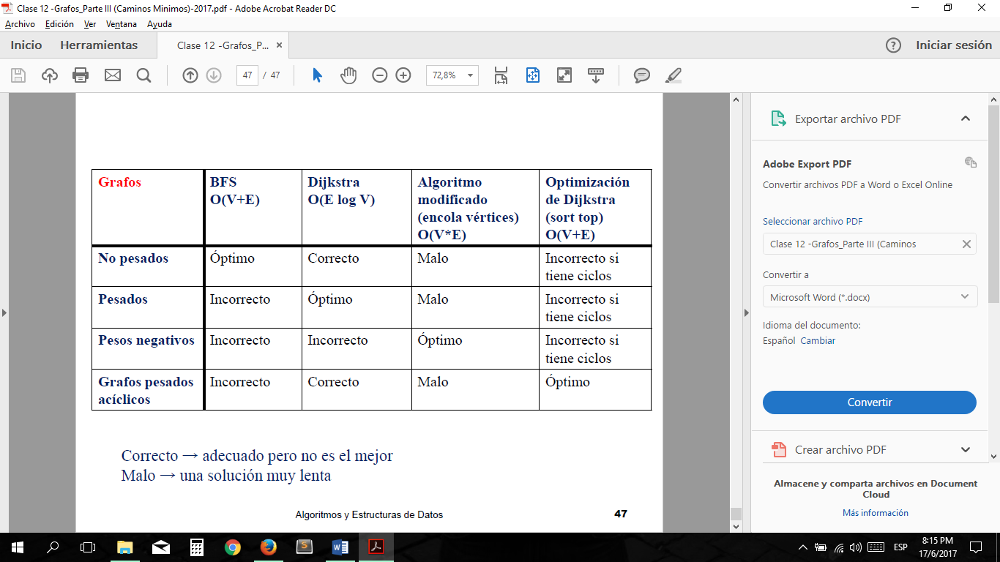 Clase 12 -Grafos_Parte III (Caminos Minimos)-2017.pdf - Adobe Acrobat Reader DC
Archivo Edición Ver Ventana Ayuda
Inicio Herramientas Clase 12 -Grafos_P... × ? Iniciar sesión
47 / 47 72,8%
Exportar archivo PDF
Adobe Export PDF
Convertir archivos PDF a Word o Excel Online
Seleccionar archivo PDF
Clase 12 -Grafos_Parte III (Caminos
Convertir a
Microsoft Word (*.docx)
Idioma del documento:
Español Cambiar
Convertir
Crear archivo PDF
Almacene y comparta archivos en Document
Cloud
Más información
Grafos
BFS
O(V+E)
Dijkstra
O(E log V)
Algoritmo
modificado
(encola vértices)
O(V*E)
Optimización
de Dijkstra
(sort top)
O(V+E)
No pesados
Óptimo
Correcto
Malo
Incorrecto si
tiene ciclos
Pesados
Incorrecto
Óptimo
Malo
Incorrecto si
tiene ciclos
Pesos negativos
Incorrecto
Incorrecto
Óptimo
Incorrecto si
tiene ciclos
Grafos pesados
acíclicos
Incorrecto
Correcto
Malo
Óptimo
Correcto → adecuado pero no es el mejor
Malo → una solución muy lenta
Algoritmos y Estructuras de Datos
47
ESP
8:15 PM
17/6/2017